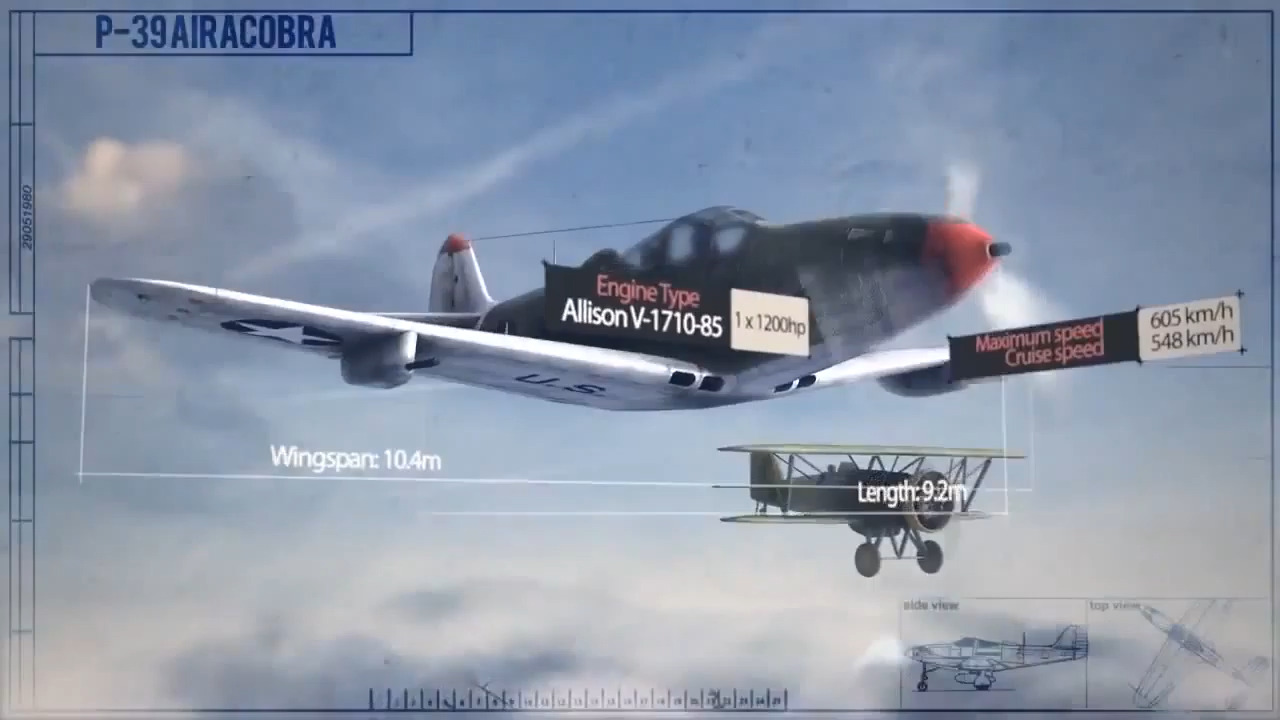 P-39 AIRACOBRA
29051980
Engine Type
Allison V-1710-85
1 x 1200hp
Maximum speed
Cruise speed
605 km/h
548 km/h
Wingspan: 10.4m
Length: 9.2m
U-S
side view
top view